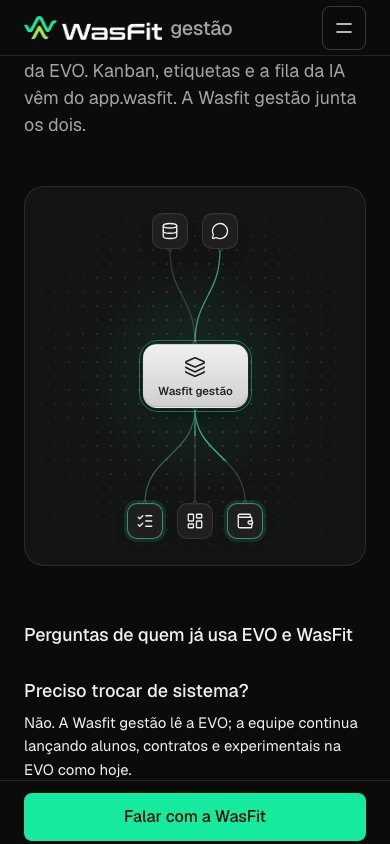 WasFit gestão
da EVO. Kanban, etiquetas e a fila da IA
vêm do app.wasfit. A Wasfit gestão junta
os dois.
Wasfit gestão
Perguntas de quem já usa EVO e WasFit
Preciso trocar de sistema?
Não. A Wasfit gestão lê a EVO; a equipe continua
lançando alunos, contratos e experimentais na
EVO como hoje.
Falar com a WasFit